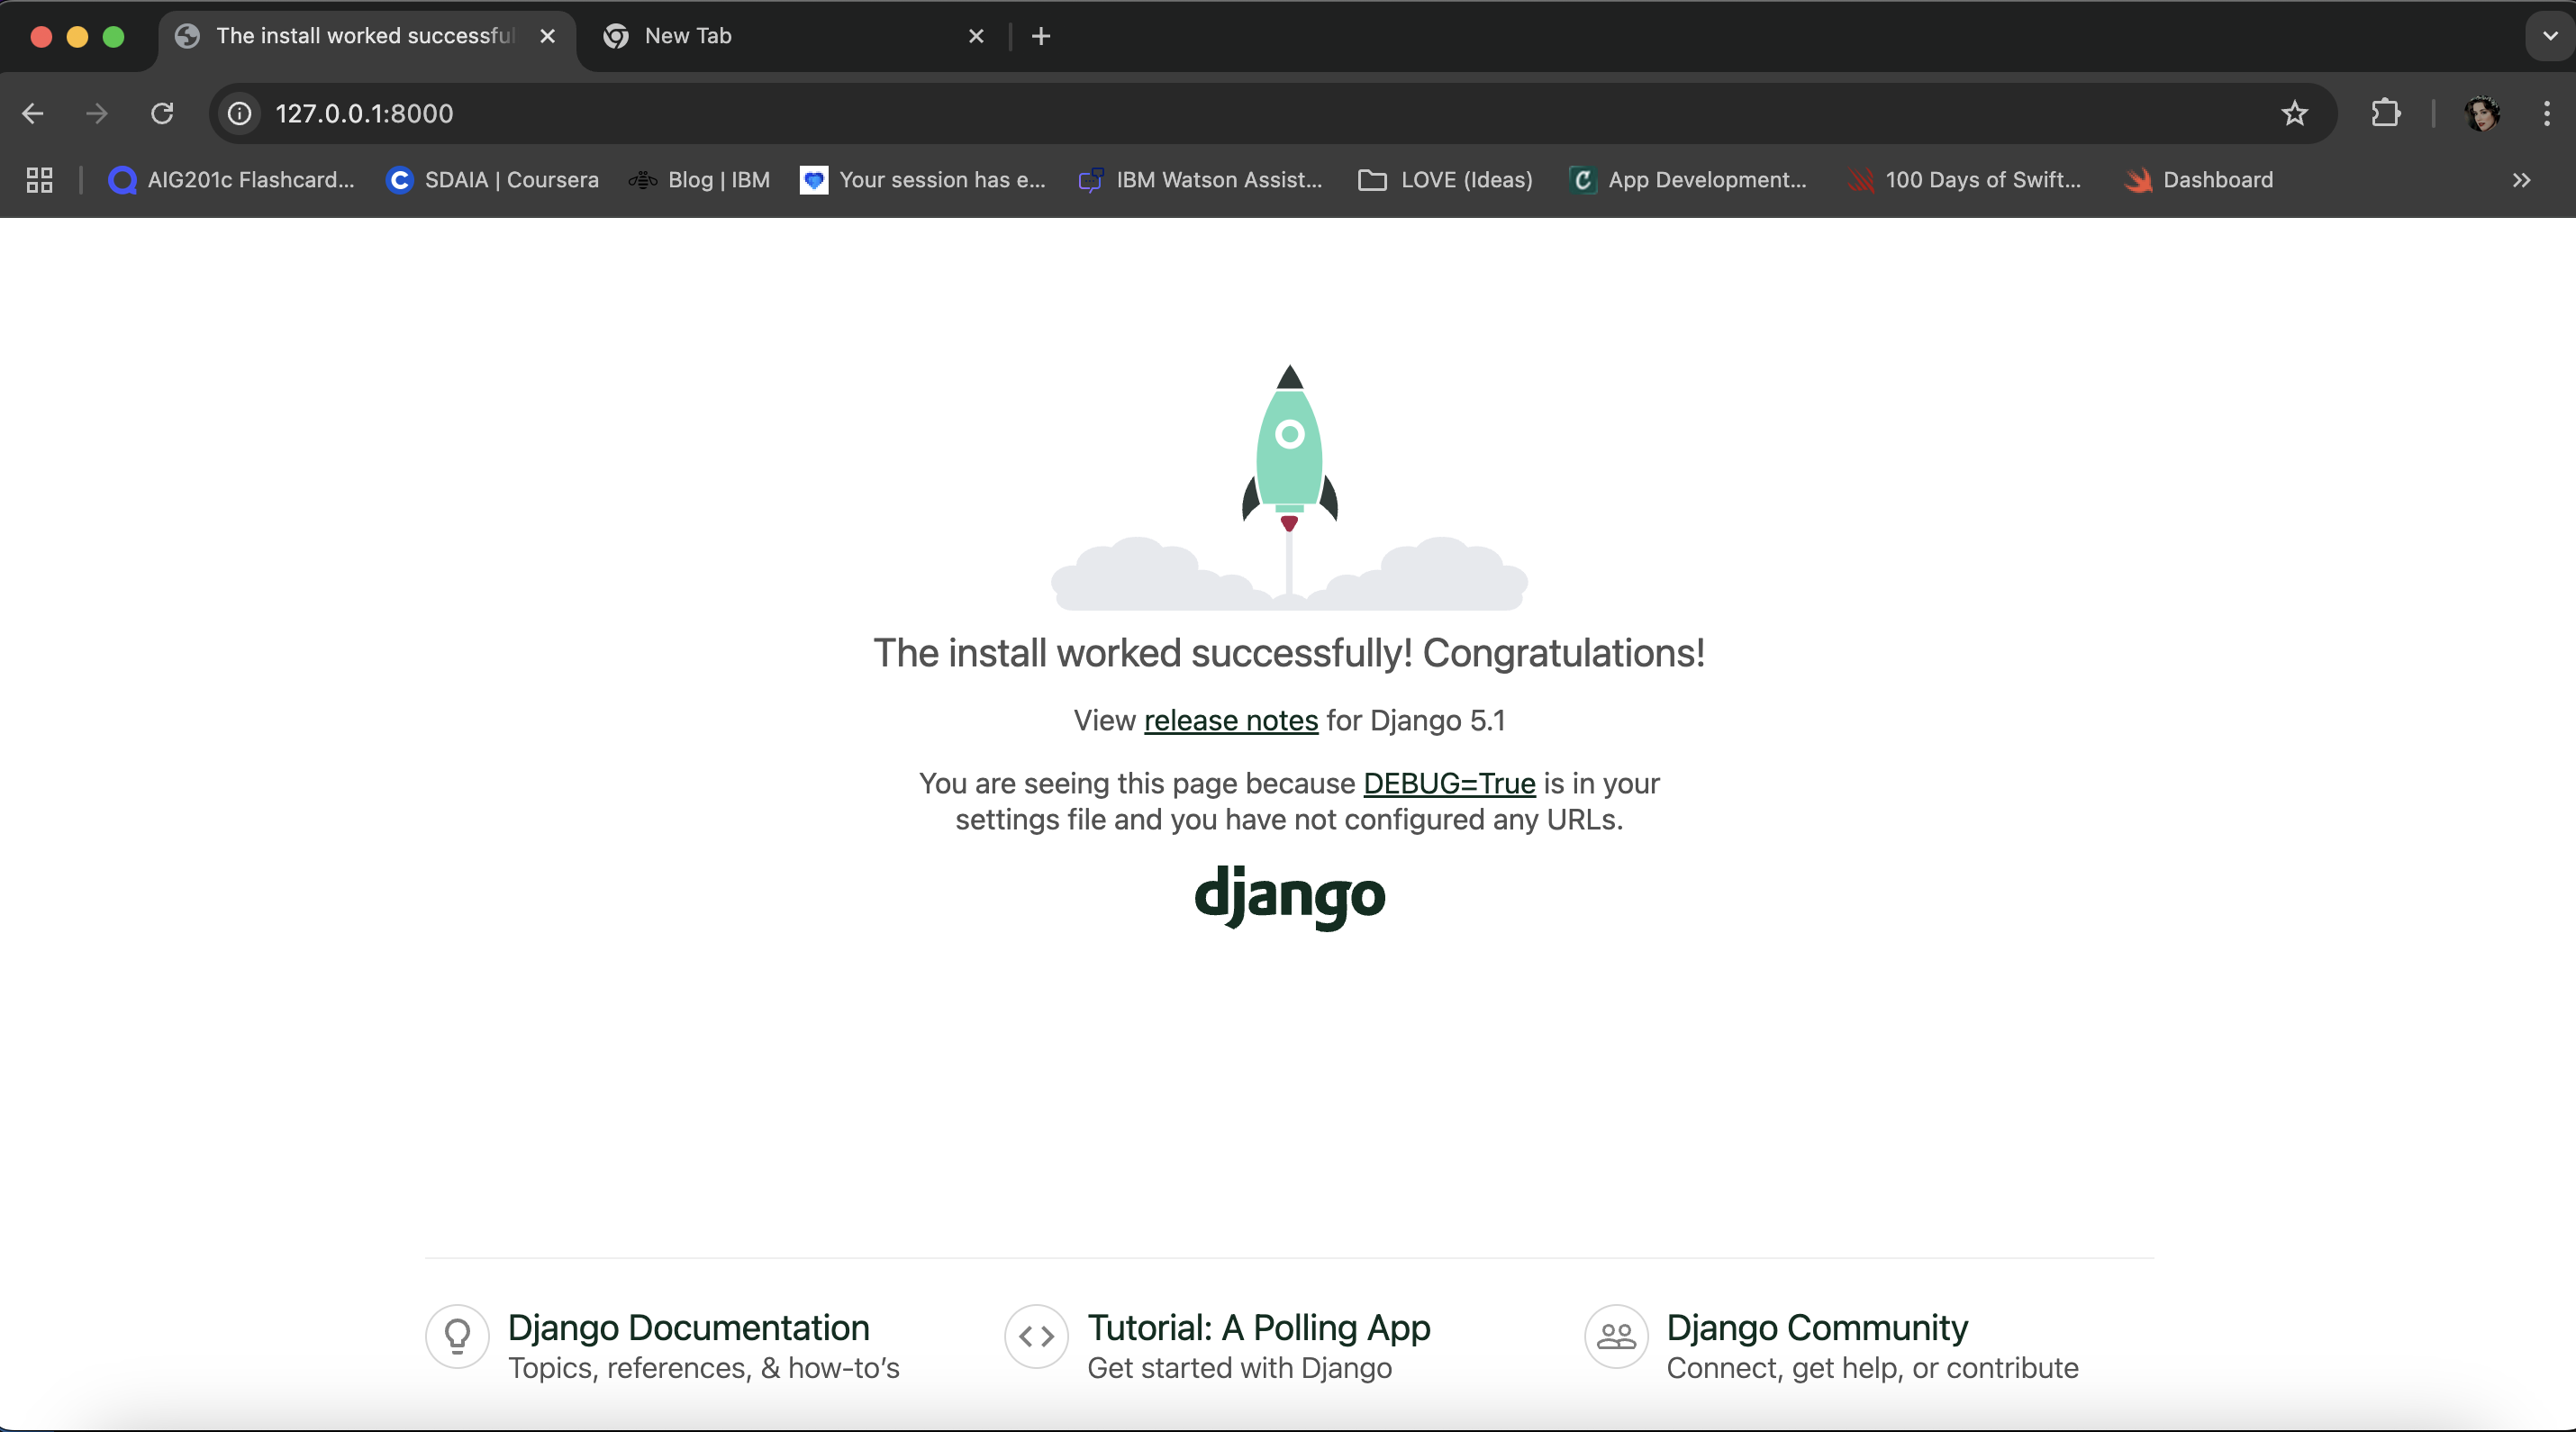 The install worked successful
New Tab
127.0.0.1:8000
AIG201c Flashcard...
SDAIA | Coursera
Blog | IBM
Your session has e...
IBM Watson Assist...
LOVE (Ideas)
App Development...
100 Days of Swift...
Dashboard
The install worked successfully! Congratulations!
View release notes for Django 5.1
You are seeing this page because DEBUG=True is in your
settings file and you have not configured any URLs.
django
Django Documentation
Topics, references, & how-to’s
Tutorial: A Polling App
Get started with Django
Django Community
Connect, get help, or contribute